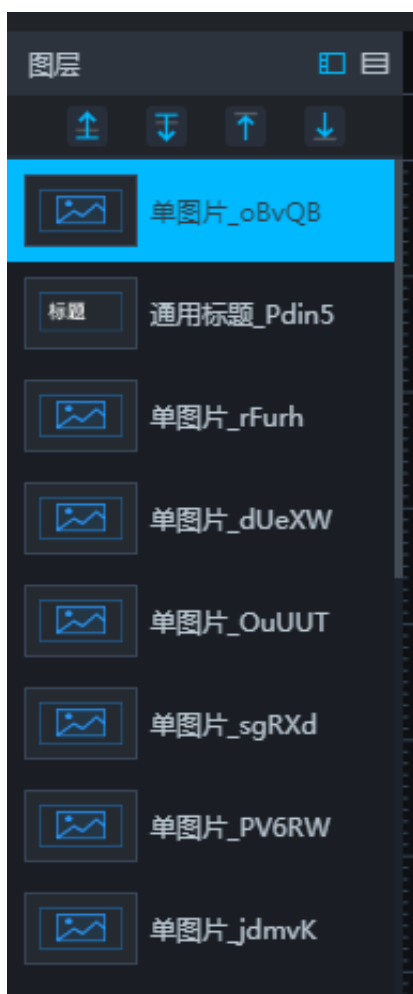 图层
单图片_oBvQB
标题
通用标题_Pdin5
单图片_rFurh
单图片_dUeXW
单图片_OuUUT
单图片_sgRXd
单图片_PV6RW
单图片_jdmvK